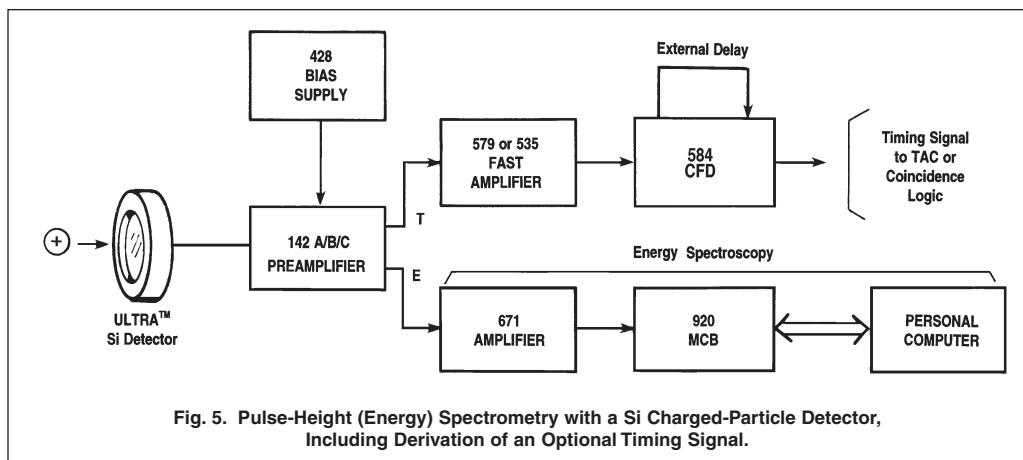 428
BIAS
SUPPLY
External Delay
579 or 535
FAST
AMPLIFIER
584
CFD
Timing Signal
to TAC or
Coincidence
Logic
T
+
142 A/B/C
PREAMPLIFIER
E
Energy Spectroscopy
ULTRA™
Si Detector
671
AMPLIFIER
920
MCB
PERSONAL
COMPUTER
Fig. 5. Pulse-Height (Energy) Spectrometry with a Si Charged-Particle Detector,
Including Derivation of an Optional Timing Signal.